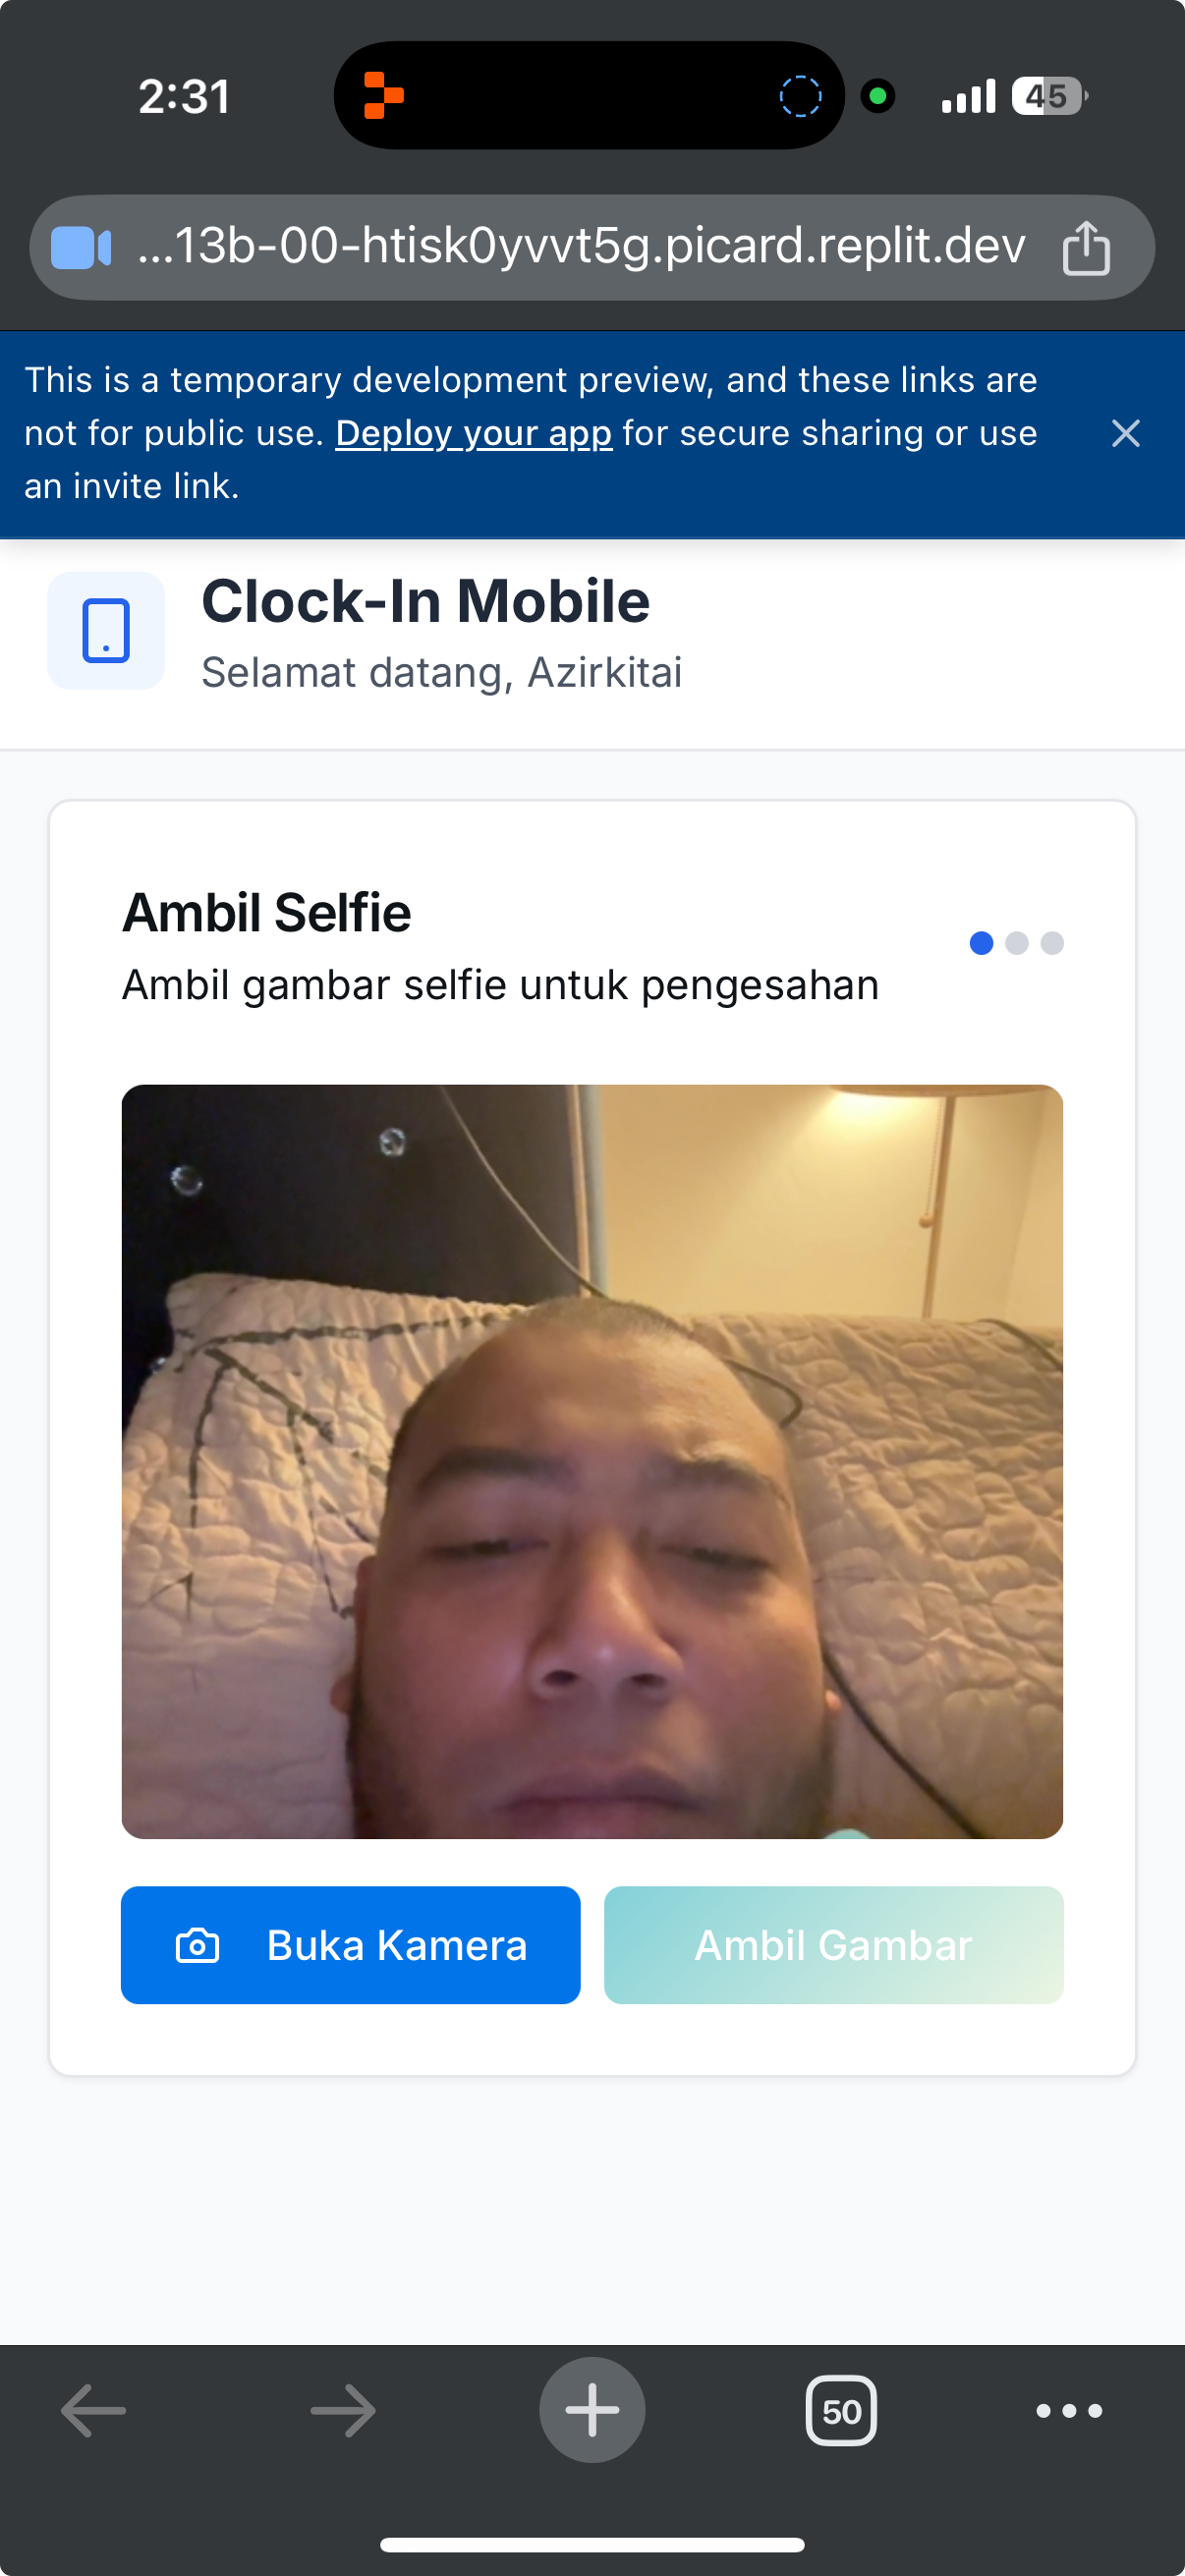 2:31
45
...13b-00-htisk0yvvt5g.picard.replit.dev
This is a temporary development preview, and these links are
not for public use. Deploy your app for secure sharing or use
an invite link.
Clock-In Mobile
Selamat datang, Azirkitai
Ambil Selfie
Ambil gambar selfie untuk pengesahan
Buka Kamera
Ambil Gambar
50